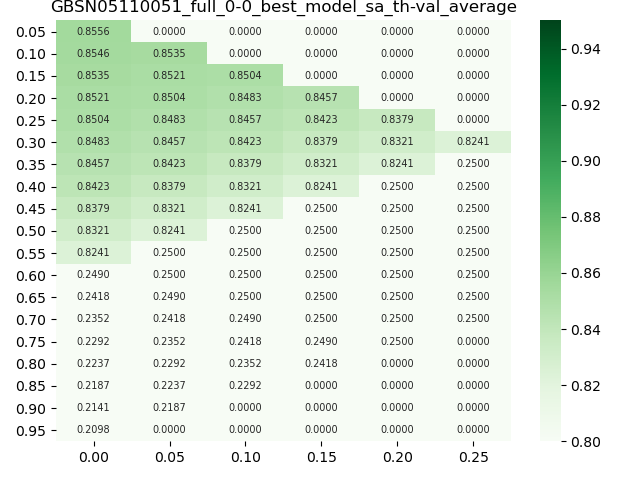 GBSN05110051_full_0-0_best_model_sa_th-val_average
0.05 0.8556 0.0000 0.0000 0.0000 0.0000 0.0000
0.10 0.8546 0.8535 0.0000 0.0000 0.0000 0.0000
0.15 0.8535 0.8521 0.8504 0.0000 0.0000 0.0000
0.20 0.8521 0.8504 0.8483 0.8457 0.0000 0.0000
0.25 0.8504 0.8483 0.8457 0.8423 0.8379 0.0000
0.30 0.8483 0.8457 0.8423 0.8379 0.8321 0.8241
0.35 0.8457 0.8423 0.8379 0.8321 0.8241 0.2500
0.40 0.8423 0.8379 0.8321 0.8241 0.2500 0.2500
0.45 0.8379 0.8321 0.8241 0.2500 0.2500 0.2500
0.50 0.8321 0.8241 0.2500 0.2500 0.2500 0.2500
0.55 0.8241 0.2500 0.2500 0.2500 0.2500 0.2500
0.60 0.2490 0.2500 0.2500 0.2500 0.2500 0.2500
0.65 0.2418 0.2490 0.2500 0.2500 0.2500 0.2500
0.70 0.2352 0.2418 0.2490 0.2500 0.2500 0.2500
0.75 0.2292 0.2352 0.2418 0.2490 0.2500 0.0000
0.80 0.2237 0.2292 0.2352 0.2418 0.0000 0.0000
0.85 0.2187 0.2237 0.2292 0.0000 0.0000 0.0000
0.90 0.2141 0.2187 0.0000 0.0000 0.0000 0.0000
0.95 0.2098 0.0000 0.0000 0.0000 0.0000 0.0000
0.00 0.05 0.10 0.15 0.20 0.25
0.94
0.92
0.90
0.88
0.86
0.84
0.82
0.80